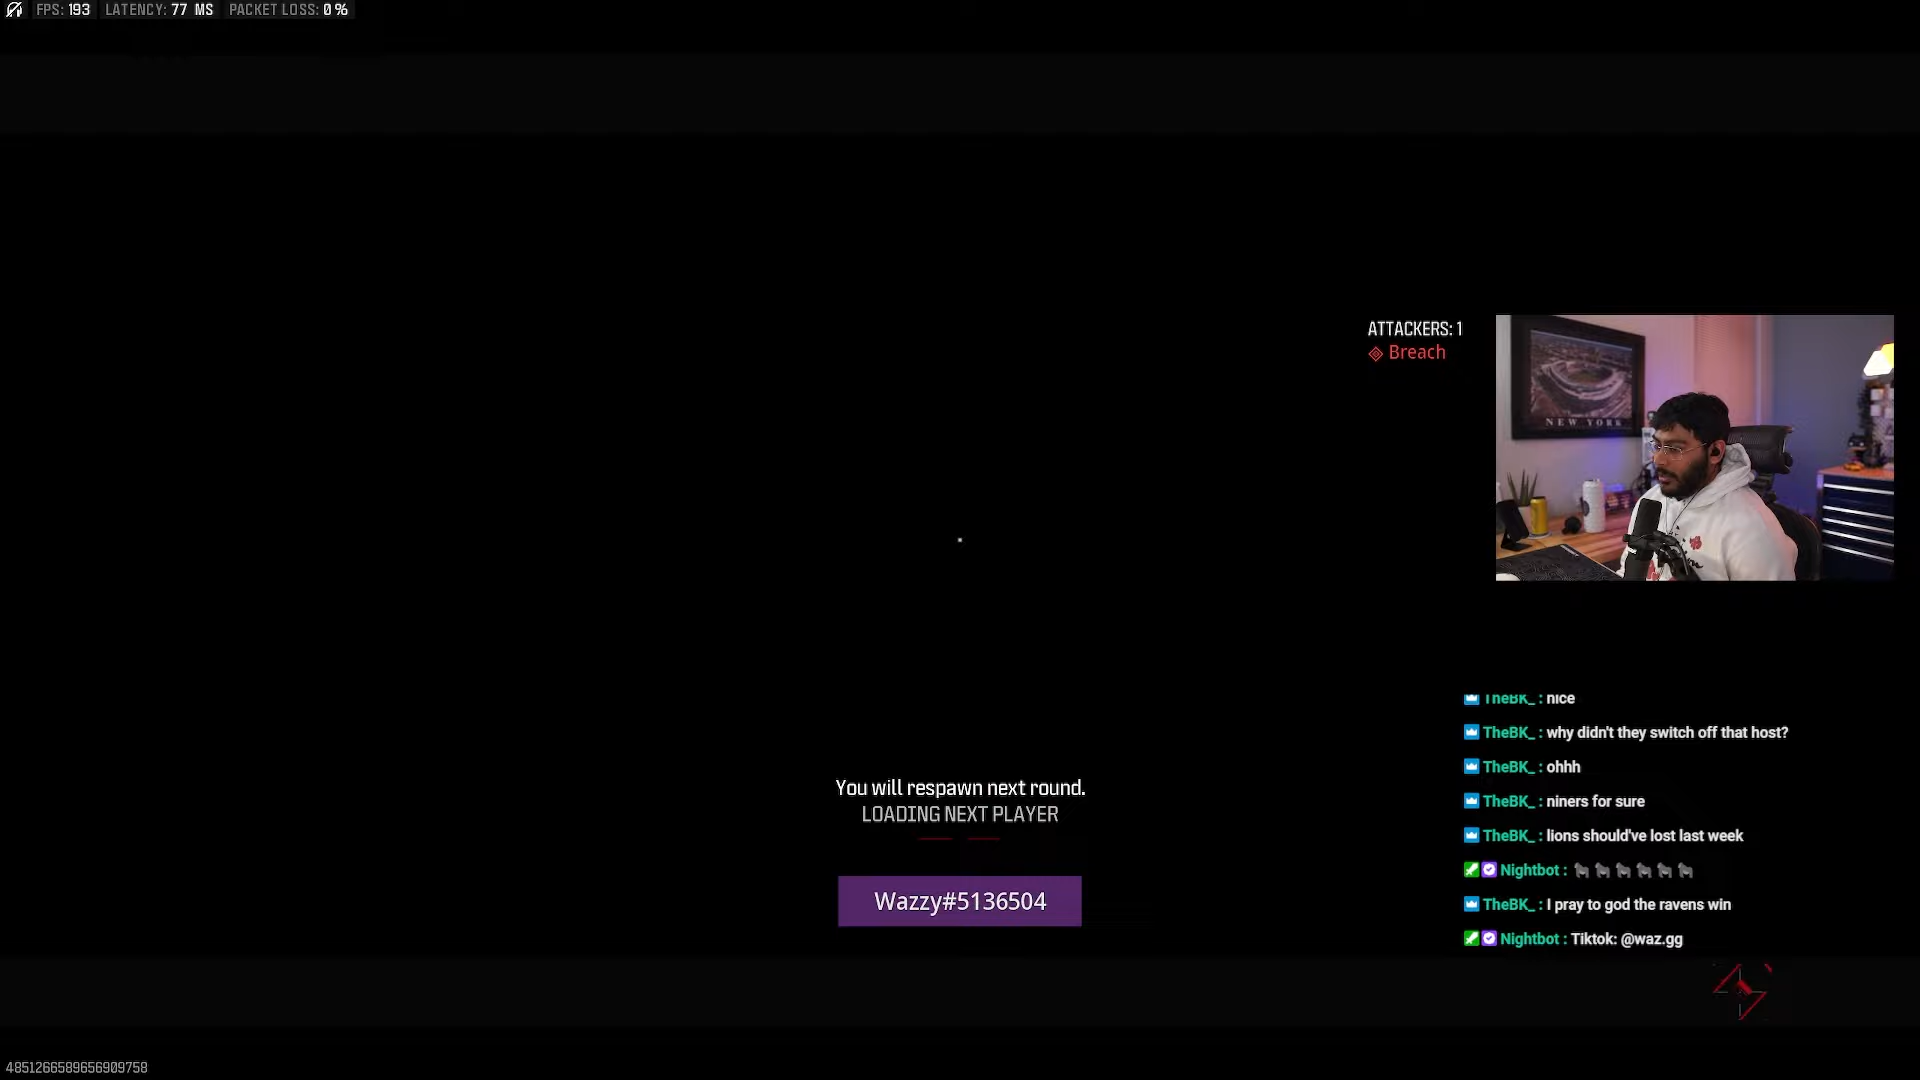 FPS: 193 LATENCY: 77 MS PACKET LOSS: 0%
ATTACKERS: 1
Breach
NEW YORK
TheBK_ : nice
TheBK_ : why didn't they switch off that host?
TheBK_ : ohhh
TheBK_ : niners for sure
TheBK_ : lions should've lost last week
Nightbot :
TheBK_ : I pray to god the ravens win
Nightbot : Tiktok: @waz.gg
You will respawn next round.
LOADING NEXT PLAYER
Wazzy#5136504
4851266589656909758